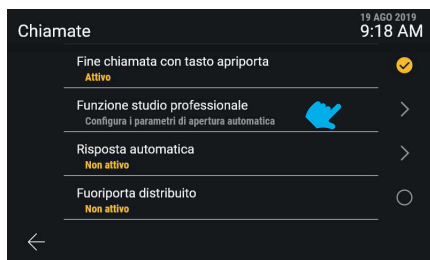 19 AGO 2019
Chiamate
9:18 AM
Fine chiamata con tasto apriporta
Attivo
Funzione studio professionale
Configura i parametri di apertura automatica
Risposta automatica
Non attivo
Fuoriporta distribuito
Non attivo